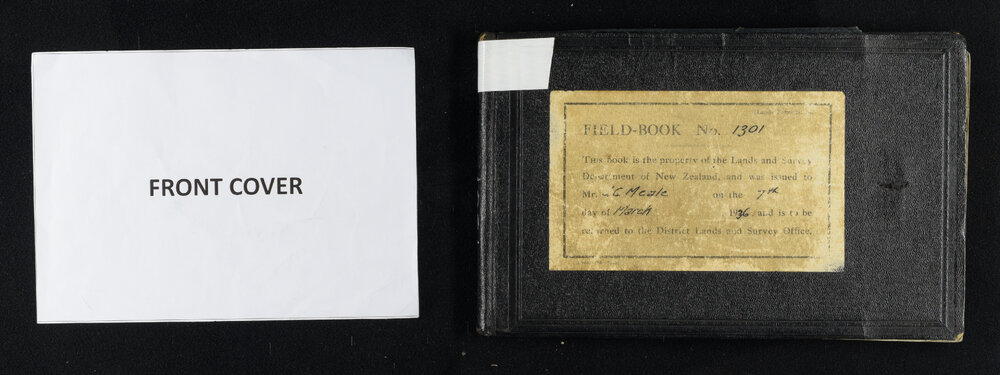 FRONT COVER
FIELD-BOOK No. 1301
This Book is the property of the Lands and Survey
Department of New Zealand, and was issued to
Mr. C Meale on the 7th
day of March 1936, and is to be
returned to the District Lands and Survey Office.